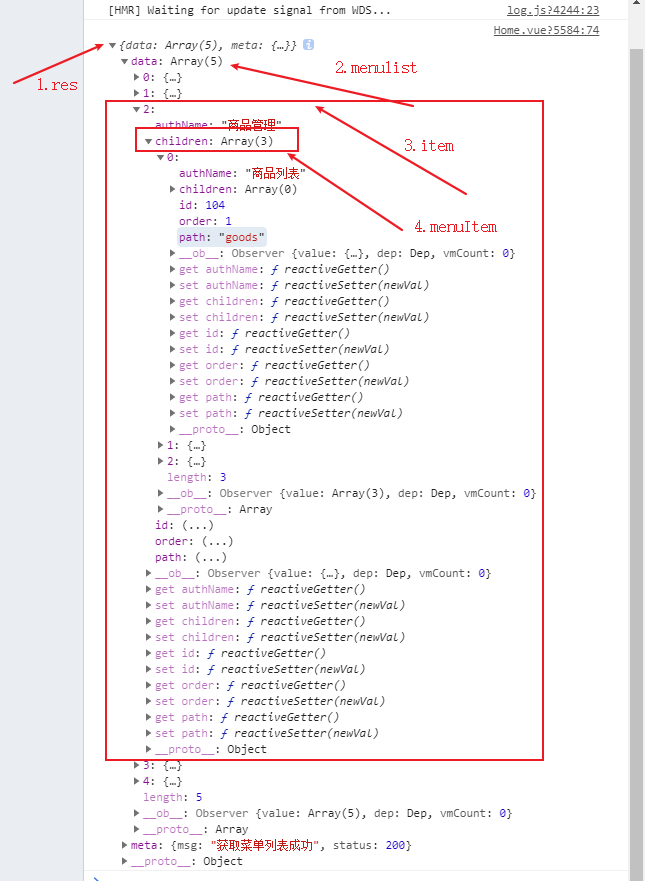 [HMR] Waiting for update signal from WDS... log.js?4244:23
Home.vue?5584:74
{data: Array(5), meta: {…}} i
1.res
data: Array(5)
2.menulist
0: {…}
1: {…}
2:
authName: "商品管理"
3.item
children: Array(3)
0:
authName: "商品列表"
children: Array(0)
id: 104
order: 1
4.menuItem
path: "goods"
__ob__: Observer {value: {…}, dep: Dep, vmCount: 0}
get authName: ƒ reactiveGetter()
set authName: ƒ reactiveSetter(newVal)
get children: ƒ reactiveGetter()
set children: ƒ reactiveSetter(newVal)
get id: ƒ reactiveGetter()
set id: ƒ reactiveSetter(newVal)
get order: ƒ reactiveGetter()
set order: ƒ reactiveSetter(newVal)
get path: ƒ reactiveGetter()
set path: ƒ reactiveSetter(newVal)
__proto__: Object
1: {…}
2: {…}
length: 3
__ob__: Observer {value: Array(3), dep: Dep, vmCount: 0}
__proto__: Array
id: (...)
order: (...)
path: (...)
__ob__: Observer {value: {…}, dep: Dep, vmCount: 0}
get authName: ƒ reactiveGetter()
set authName: ƒ reactiveSetter(newVal)
get children: ƒ reactiveGetter()
set children: ƒ reactiveSetter(newVal)
get id: ƒ reactiveGetter()
set id: ƒ reactiveSetter(newVal)
get order: ƒ reactiveGetter()
set order: ƒ reactiveSetter(newVal)
get path: ƒ reactiveGetter()
set path: ƒ reactiveSetter(newVal)
__proto__: Object
3: {…}
4: {…}
length: 5
__ob__: Observer {value: Array(5), dep: Dep, vmCount: 0}
__proto__: Array
meta: {msg: "获取菜单列表成功", status: 200}
__proto__: Object